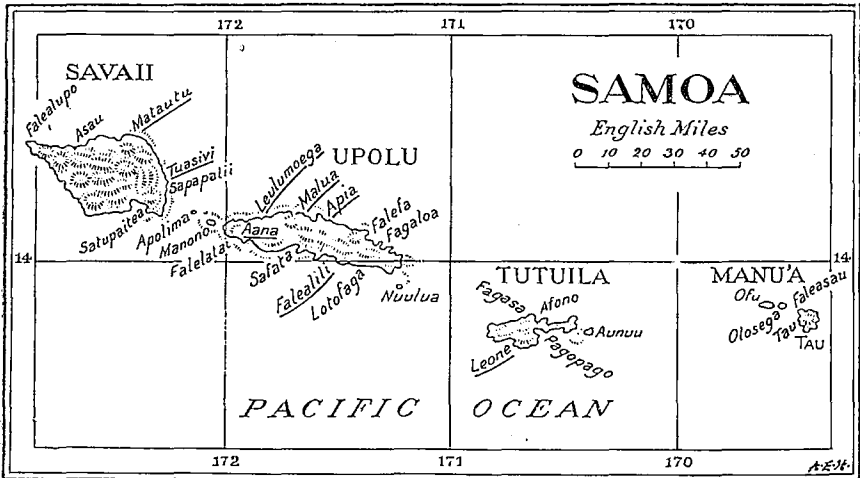 172 171 170
SAVAII
SAMOA
English Miles
0 10 20 30 40 50
Falealupo
Asau
Matautu
Tuasivi
Sapapalii
Satupaitea
Apolima
Manono
Falelatai
UPOLU
Leulumoega
Malua
Apia
Falefa
Fagaloa
Aana
Safata
Falealili
Lotofaga
Nuulua
14 14
TUTUILA
Fagasa
Afono
Aunuu
Pagopago
Leone
MANU'A
Ofu
Olosega
Faleasau
Tau
TAU
PACIFIC OCEAN
172 171 170
A.E.H.